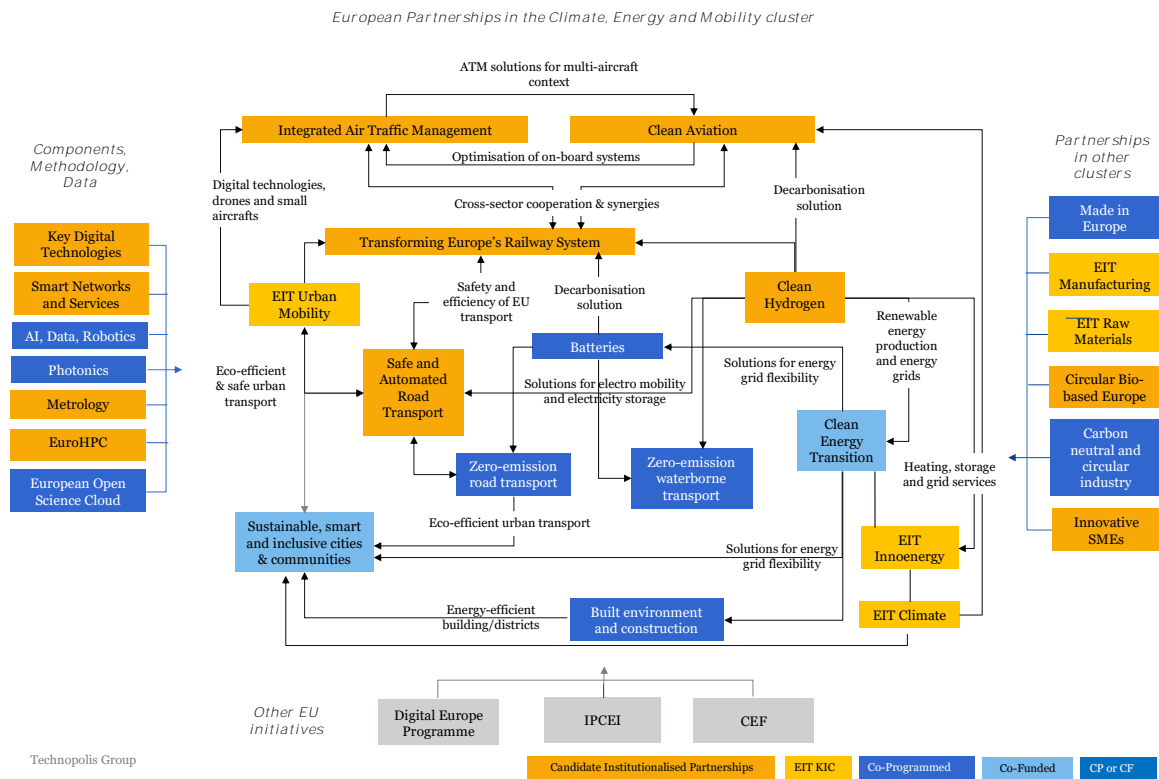 European Partnerships in the Climate, Energy and Mobility cluster
ATM solutions for multi-aircraft
context
Integrated Air Traffic Management
Clean Aviation
Optimisation of on-board systems
Components,
Methodology,
Data
Partnerships
in other
clusters
Digital technologies,
drones and small
aircrafts
Cross-sector cooperation & synergies
Decarbonisation
solution
Key Digital
Technologies
Smart Networks
and Services
AI, Data, Robotics
Photonics
Metrology
EuroHPC
European Open
Science Cloud
Transforming Europe's Railway System
EIT Urban
Mobility
Safety and
efficiency of EU
transport
Decarbonisation
solution
Clean
Hydrogen
Renewable
energy
production
and energy
grids
Batteries
Eco-efficient
& safe urban
transport
Safe and
Automated
Road
Transport
Solutions for electro mobility
and electricity storage
Solutions for energy
grid flexibility
Clean
Energy
Transition
Zero-emission
road transport
Zero-emission
waterborne
transport
Heating, storage
and grid services
Eco-efficient urban transport
Sustainable, smart
and inclusive cities
& communities
Solutions for energy
grid flexibility
EIT
Innoenergy
Energy-efficient
building/districts
Built environment
and construction
EIT Climate
Made in
Europe
EIT
Manufacturing
EIT Raw
Materials
Circular Bio-
based Europe
Carbon
neutral and
circular
industry
Innovative
SMEs
Other EU
initiatives
Digital Europe
Programme
IPCEI
CEF
Technopolis Group
Candidate Institutionalised Partnerships
EIT KIC
Co-Programmed
Co-Funded
CP or CF